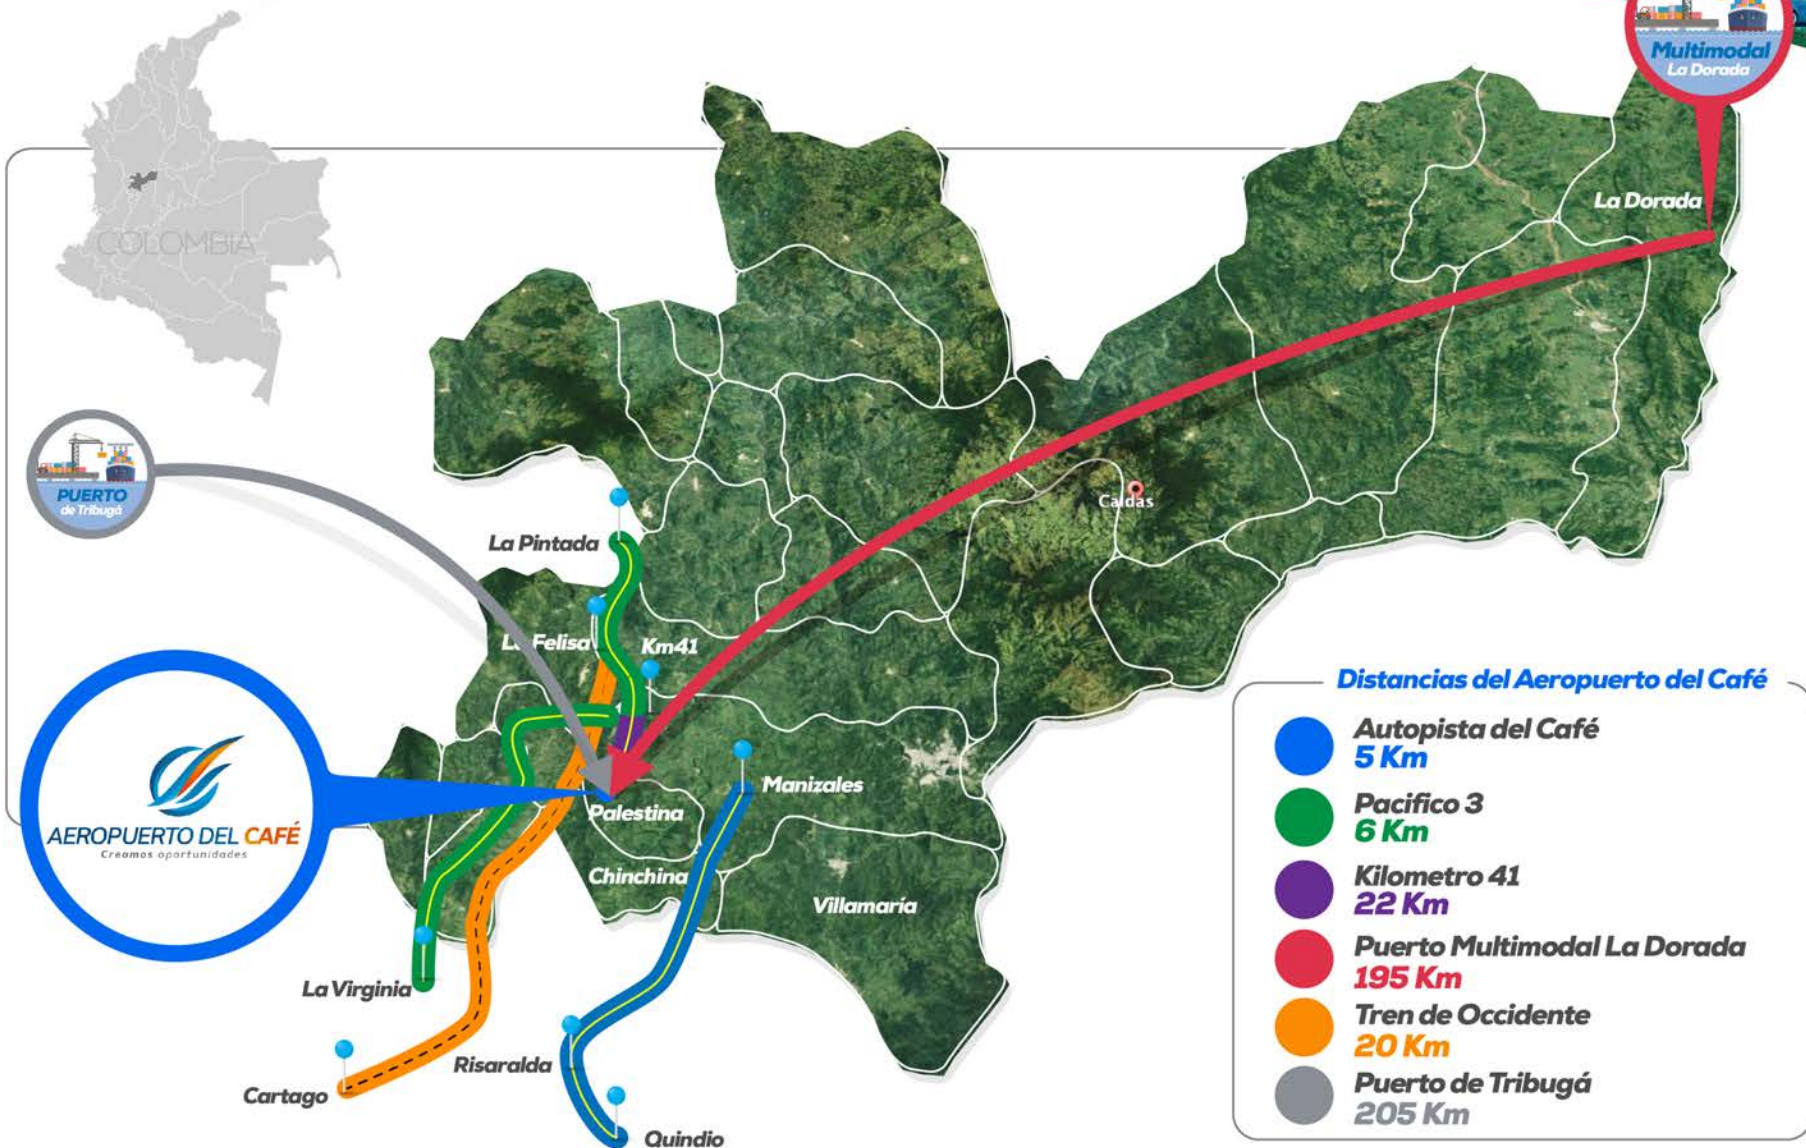 Multimodal
La Dorada
COLOMBIA
La Dorada
PUERTO
de Tribugá
Caldas
La Pintada
La Felisa
Km41
AEROPUERTO DEL CAFÉ
Creamos oportunidades
Palestina
Manizales
Chinchina
Villamaría
La Virginia
Risaralda
Cartago
Quindio
Distancias del Aeropuerto del Café
Autopista del Café
5 Km
Pacifico 3
6 Km
Kilometro 41
22 Km
Puerto Multimodal La Dorada
195 Km
Tren de Occidente
20 Km
Puerto de Tribugá
205 Km